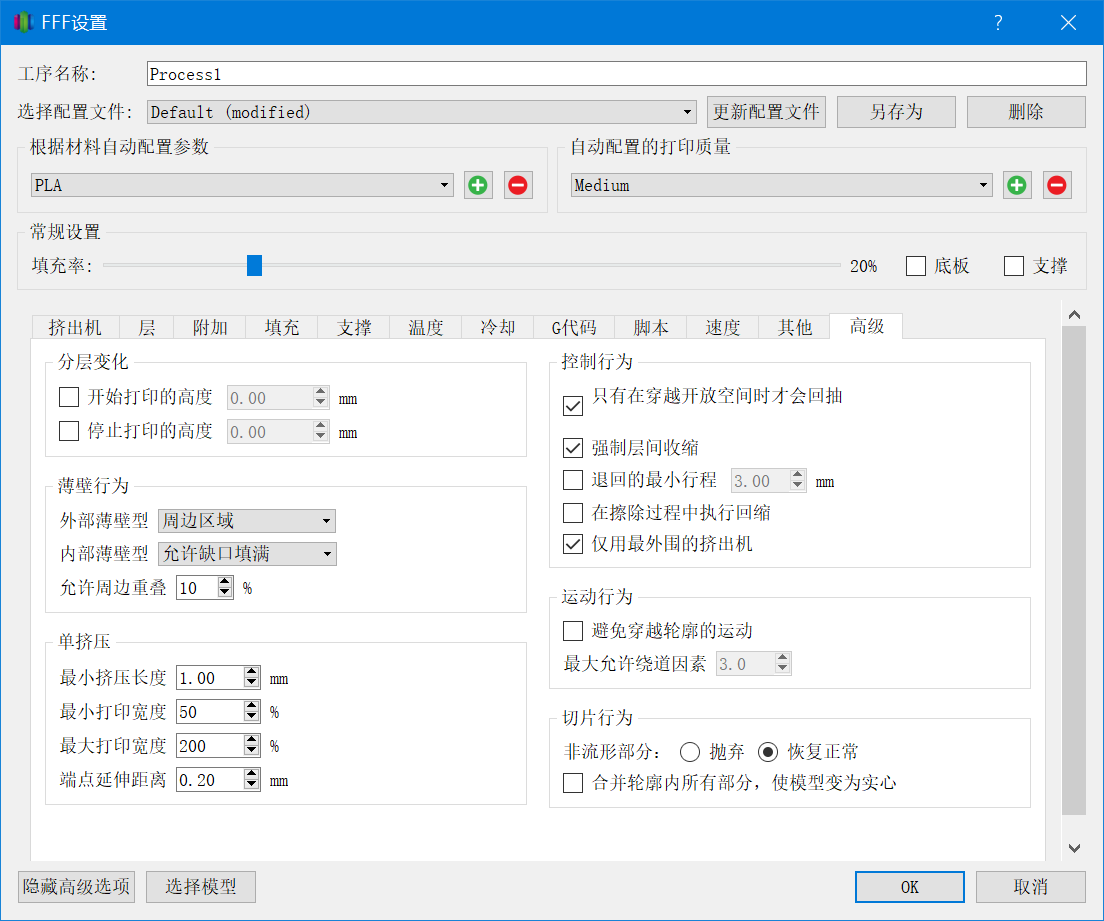 FFF设置
工序名称: Process1
选择配置文件: Default (modified) 更新配置文件 另存为 删除
根据材料自动配置参数 自动配置的打印质量
PLA Medium
常规设置
填充率: 20% 底板 支撑
挤出机 层 附加 填充 支撑 温度 冷却 G代码 脚本 速度 其他 高级
分层变化
开始打印的高度 0.00 mm
停止打印的高度 0.00 mm
薄壁行为
外部薄壁型 周边区域
内部薄壁型 允许缺口填满
允许周边重叠 10 %
单挤压
最小挤压长度 1.00 mm
最小打印宽度 50 %
最大打印宽度 200 %
端点延伸距离 0.20 mm
控制行为
只有在穿越开放空间时才会回抽
强制层间收缩
退回的最小行程 3.00 mm
在擦除过程中执行回缩
仅用最外围的挤出机
运动行为
避免穿越轮廓的运动
最大允许绕道因素 3.0
切片行为
非流形部分: 抛弃 恢复正常
合并轮廓内所有部分，使模型变为实心
隐藏高级选项 选择模型 OK 取消